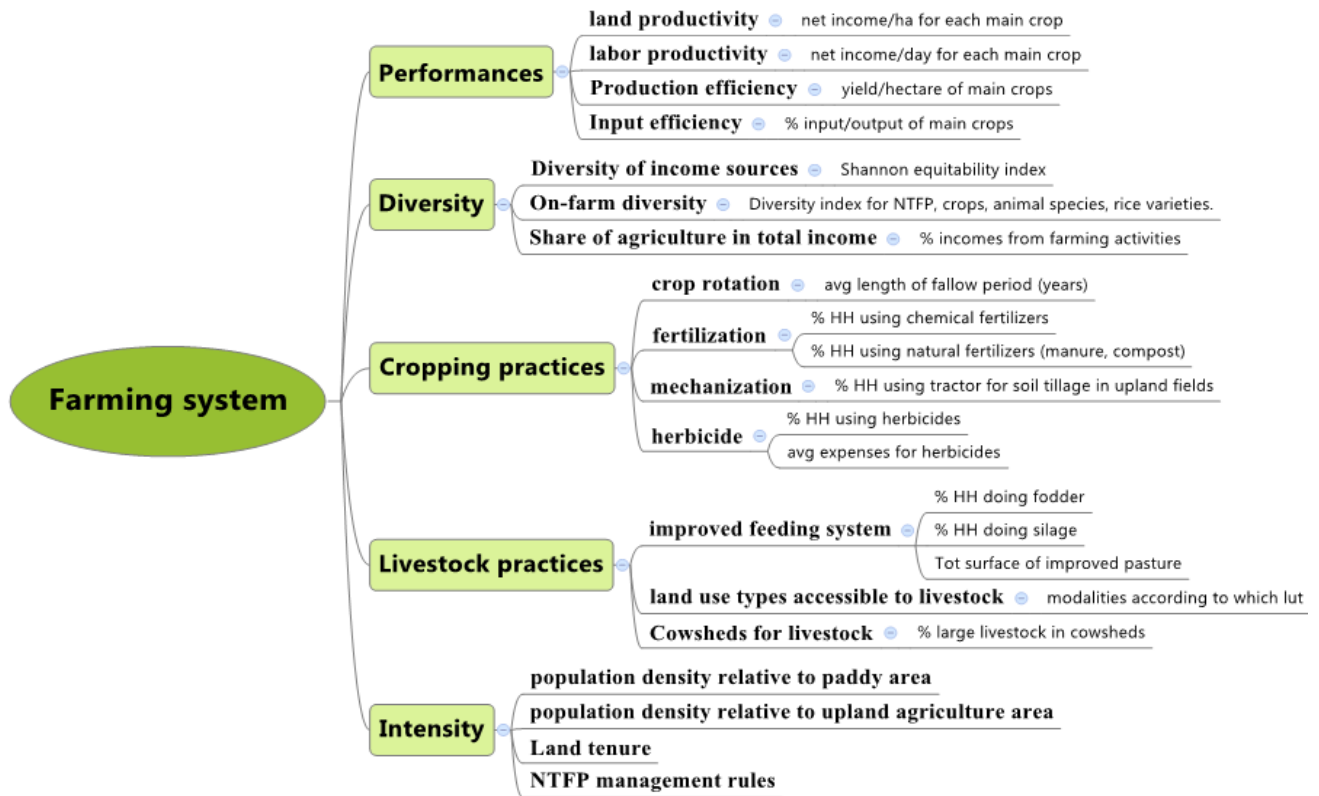 Farming system
Performances
land productivity
net income/ha for each main crop
labor productivity
net income/day for each main crop
Production efficiency
yield/hectare of main crops
Input efficiency
% input/output of main crops
Diversity
Diversity of income sources
Shannon equitability index
On-farm diversity
Diversity index for NTFP, crops, animal species, rice varieties.
Share of agriculture in total income
% incomes from farming activities
Cropping practices
crop rotation
avg length of fallow period (years)
fertilization
% HH using chemical fertilizers
% HH using natural fertilizers (manure, compost)
mechanization
% HH using tractor for soil tillage in upland fields
herbicide
% HH using herbicides
avg expenses for herbicides
Livestock practices
improved feeding system
% HH doing fodder
% HH doing silage
Tot surface of improved pasture
land use types accessible to livestock
modalities according to which lut
Cowsheds for livestock
% large livestock in cowsheds
Intensity
population density relative to paddy area
population density relative to upland agriculture area
Land tenure
NTFP management rules